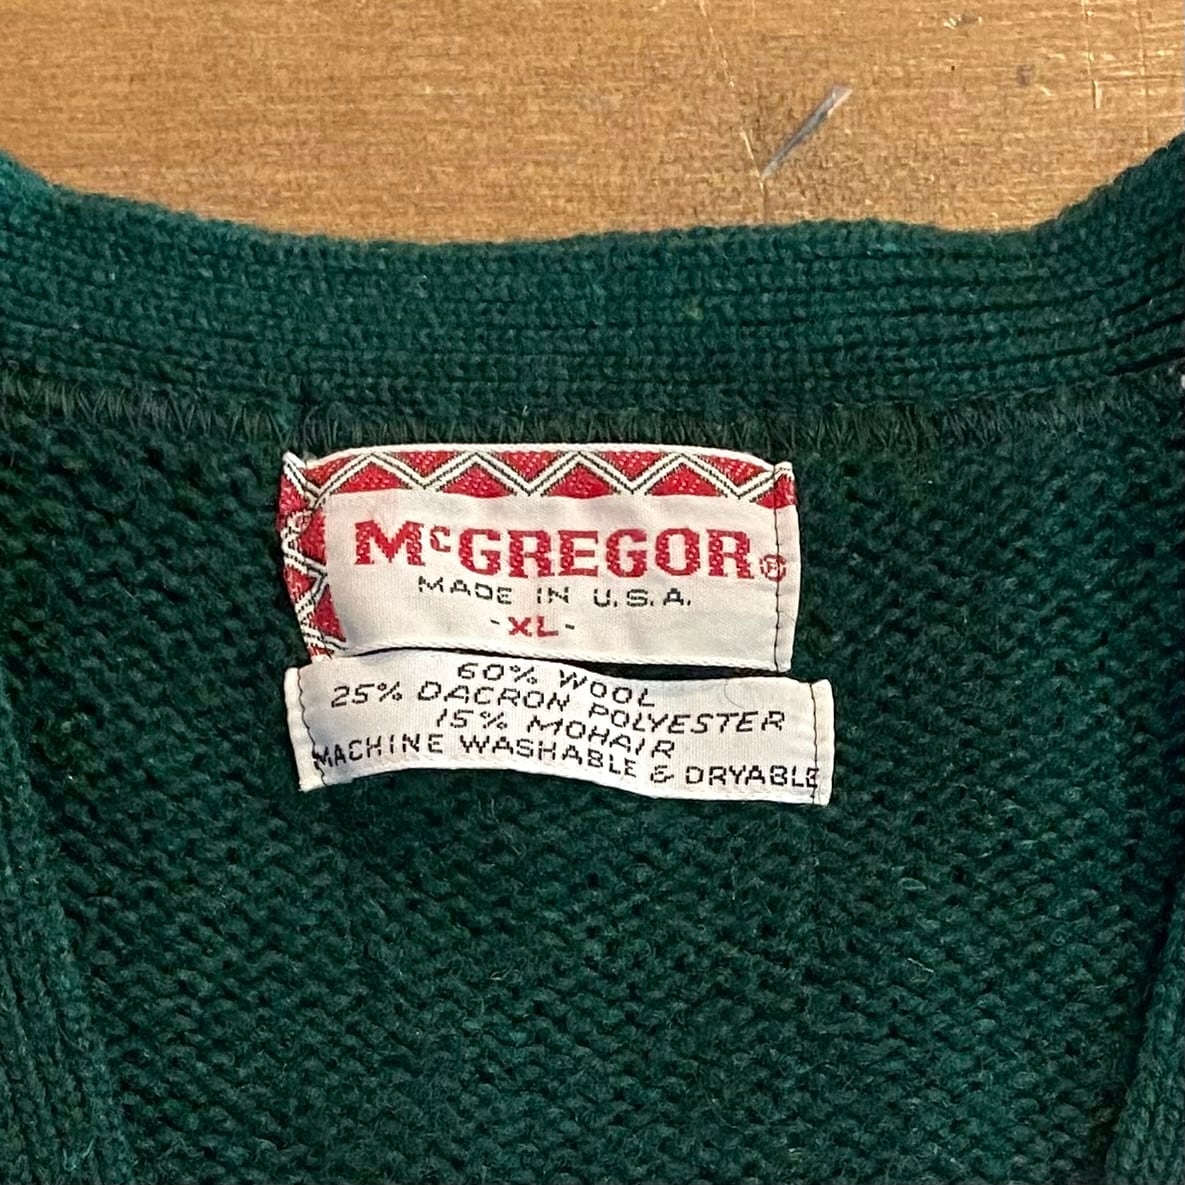 McGREGOR®
MADE IN U.S.A.
-XL-
60% WOOL
25% DACRON POLYESTER
15% MOHAIR
MACHINE WASHABLE & DRYABLE